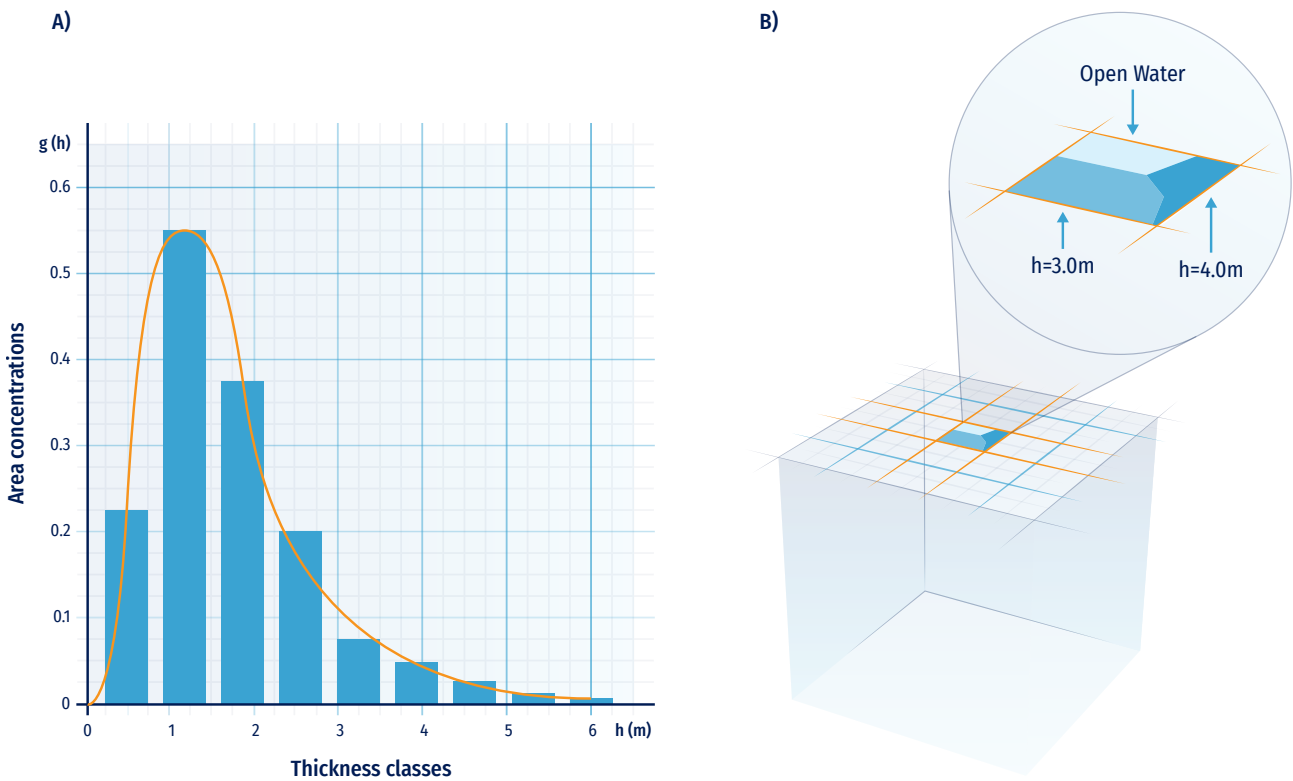 A)
g (h)
0.6
0.5
0.4
0.3
0.2
0.1
0
Area concentrations
0 1 2 3 4 5 6 h (m)
Thickness classes
B)
Open Water
h=3.0m
h=4.0m